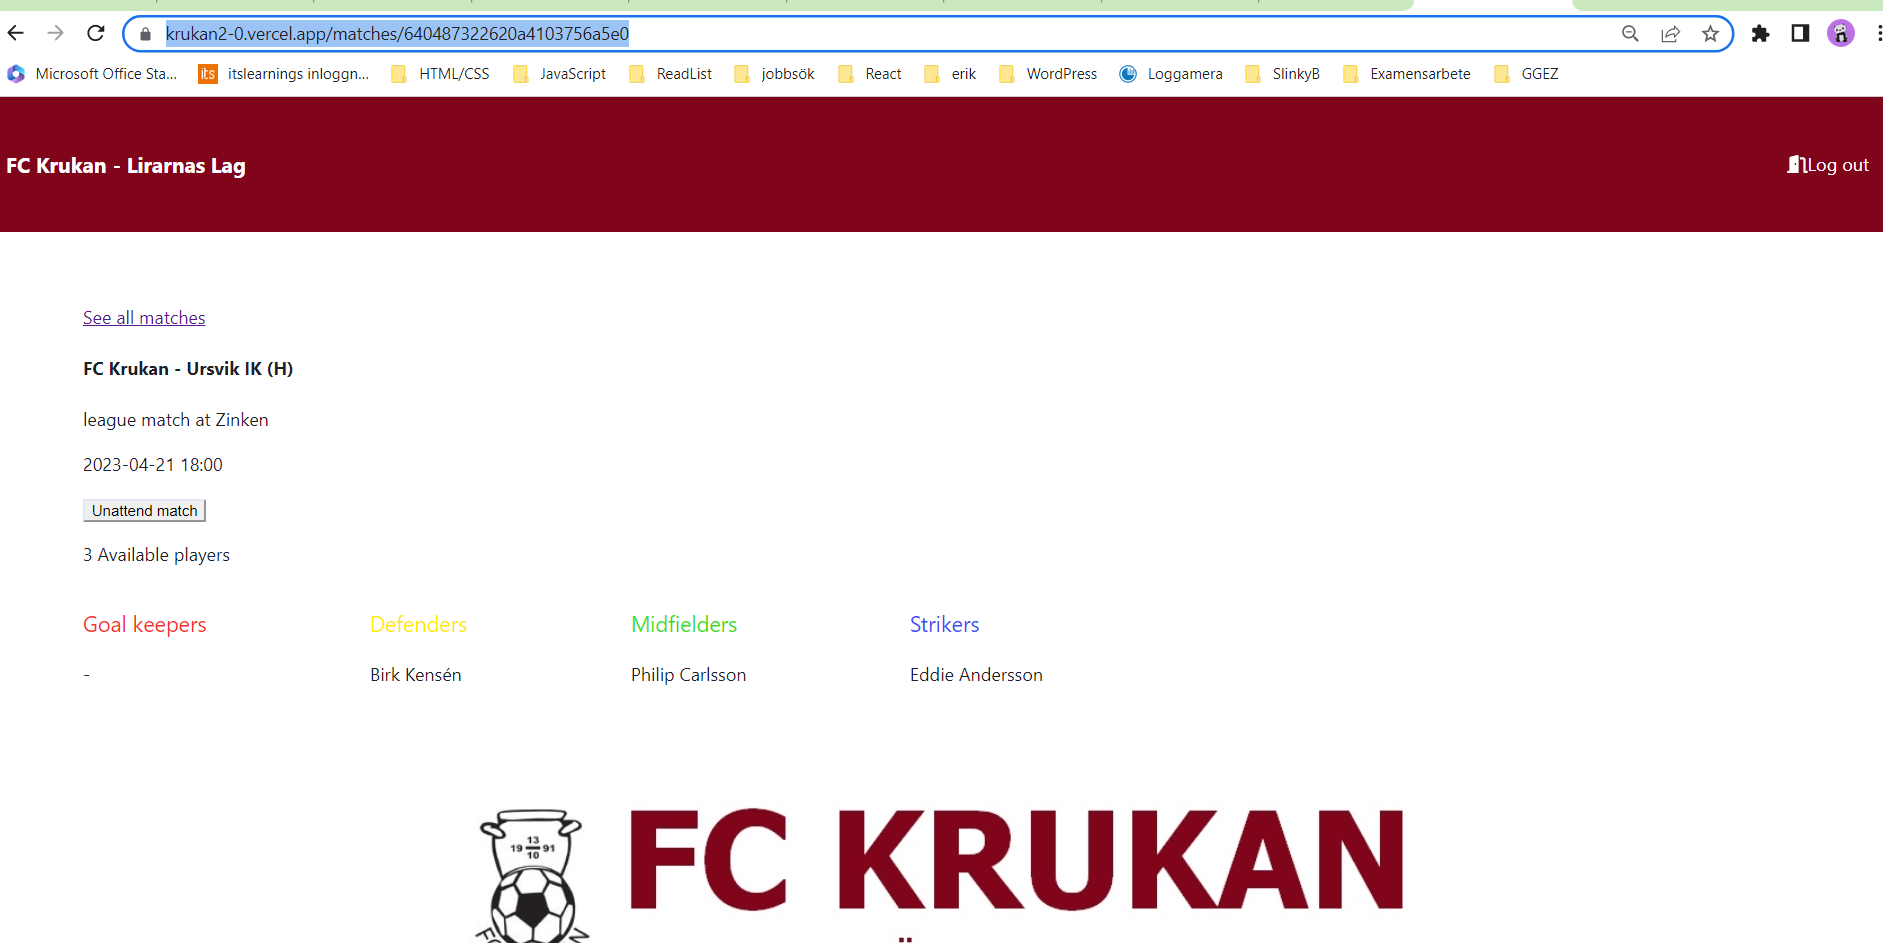 krukan2-0.vercel.app/matches/640487322620a4103756a5e0
Microsoft Office Sta... its itslearnings inloggn... HTML/CSS JavaScript ReadList jobbsök React erik WordPress Loggamera SlinkyB Examensarbete GGEZ
FC Krukan - Lirarnas Lag Log out
See all matches
FC Krukan - Ursvik IK (H)
league match at Zinken
2023-04-21 18:00
Unattend match
3 Available players
Goal keepers Defenders Midfielders Strikers
- Birk Kensén Philip Carlsson Eddie Andersson
13
19 91
10
FC KRUKAN